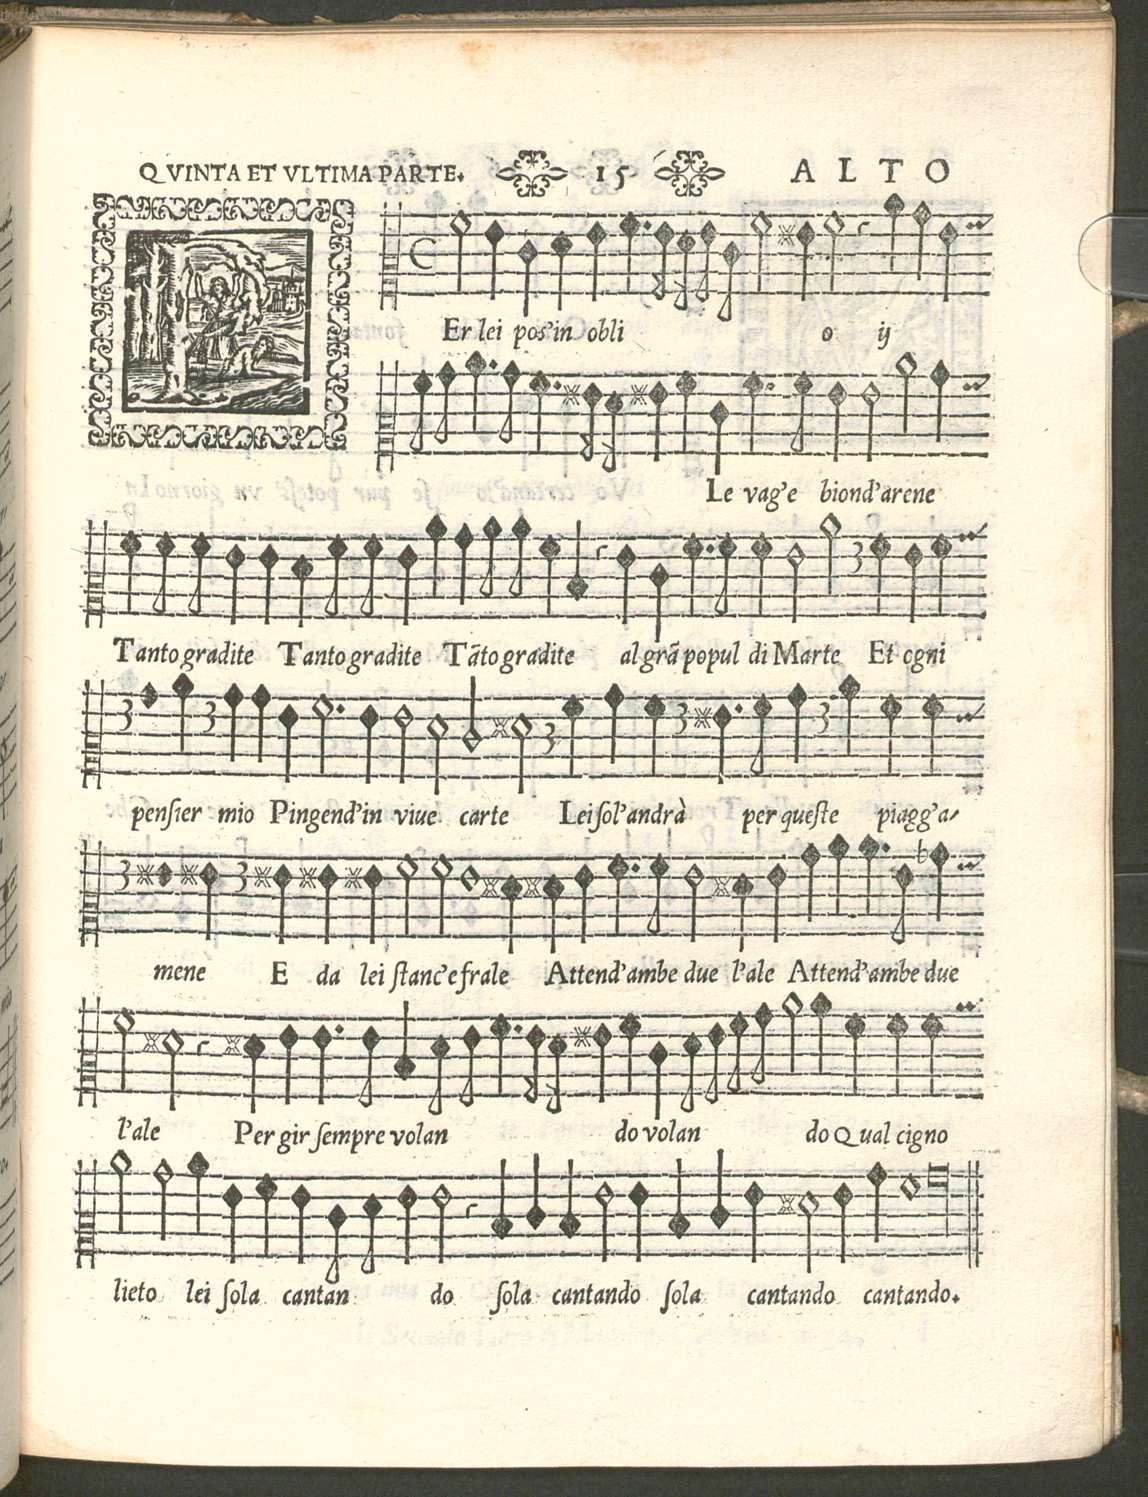 QVINTA ET VLTIMA PARTE. 15 ALTO
PEr lei pos'in obli o ij
Le vag'e biond'arene
Tanto gradite Tanto gradite Tãto gradite al grã popul di Marte Et ogni
pensier mio Pingend'in viue carte Lei sol'andrà per queste piagg'a-
mene E da lei stanc'e frale Attend'ambe due l'ale Attend'ambe due
l'ale Per gir sempre volan do volan do Qual cigno
lieto lei sola cantan do sola cantando sola cantando cantando.